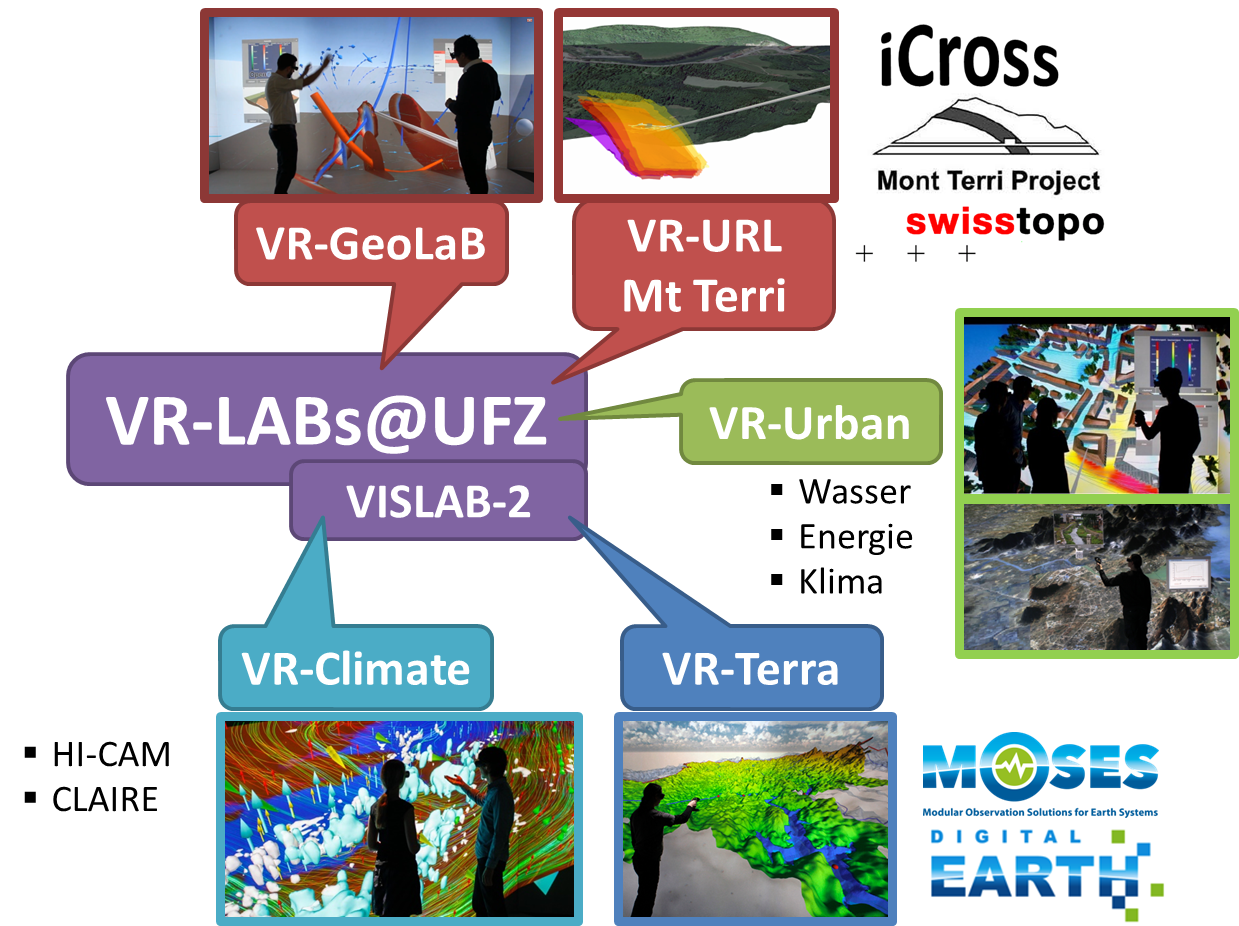 iCross
Mont Terri Project
swisstopo
+ + +
VR-GeoLaB
VR-URL
Mt Terri
VR-LABs@UFZ
VISLAB-2
VR-Urban
▪ Wasser
▪ Energie
▪ Klima
VR-Climate
VR-Terra
▪ HI-CAM
▪ CLAIRE
MOSES
Modular Observation Solutions for Earth Systems
DIGITAL
EARTH